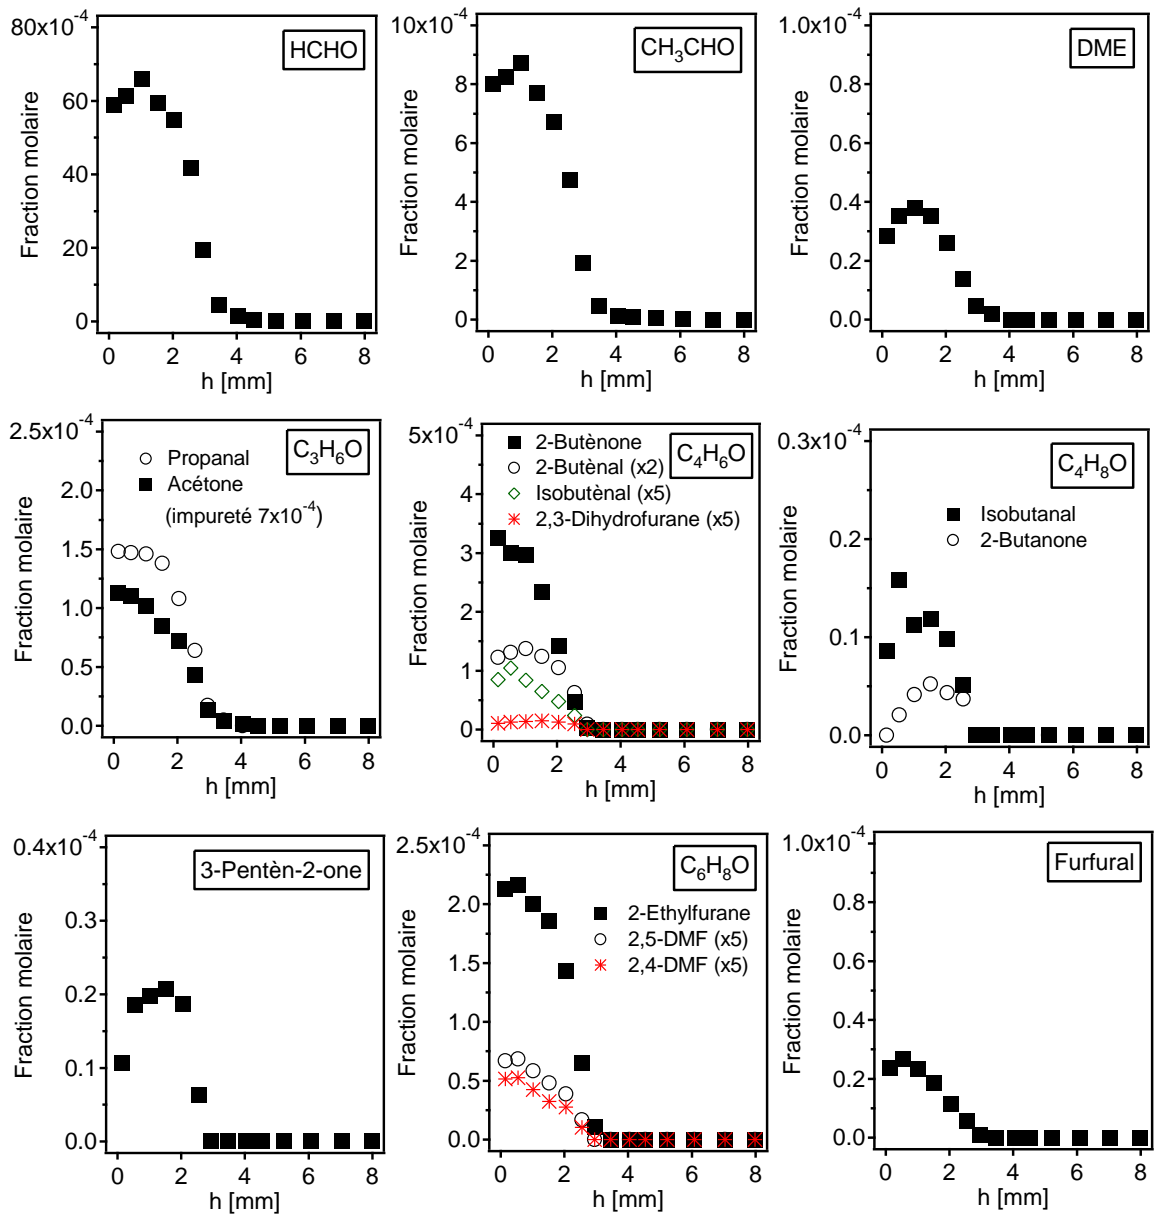 80x10⁻⁴
60
40
20
0
Fraction molaire
HCHO
0 2 4 6 8
h [mm]
10x10⁻⁴
8
6
4
2
0
Fraction molaire
CH₃CHO
0 2 4 6 8
h [mm]
1.0x10⁻⁴
0.8
0.6
0.4
0.2
0.0
Fraction molaire
DME
0 2 4 6 8
h [mm]
2.5x10⁻⁴
2.0
1.5
1.0
0.5
0.0
Fraction molaire
C₃H₆O
Propanal
Acétone
(impureté 7x10⁻⁴)
0 2 4 6 8
h [mm]
5x10⁻⁴
4
3
2
1
0
Fraction molaire
2-Butènone
2-Butènal (x2)
Isobutènal (x5)
2,3-Dihydrofurane (x5)
C₄H₆O
0 2 4 6 8
h [mm]
0.3x10⁻⁴
0.2
0.1
0.0
Fraction molaire
C₄H₈O
Isobutanal
2-Butanone
0 2 4 6 8
h [mm]
0.4x10⁻⁴
0.3
0.2
0.1
0.0
Fraction molaire
3-Pentèn-2-one
0 2 4 6 8
h [mm]
2.5x10⁻⁴
2.0
1.5
1.0
0.5
0.0
Fraction molaire
C₆H₈O
2-Ethylfurane
2,5-DMF (x5)
2,4-DMF (x5)
0 2 4 6 8
h [mm]
1.0x10⁻⁴
0.8
0.6
0.4
0.2
0.0
Fraction molaire
Furfural
0 2 4 6 8
h [mm]